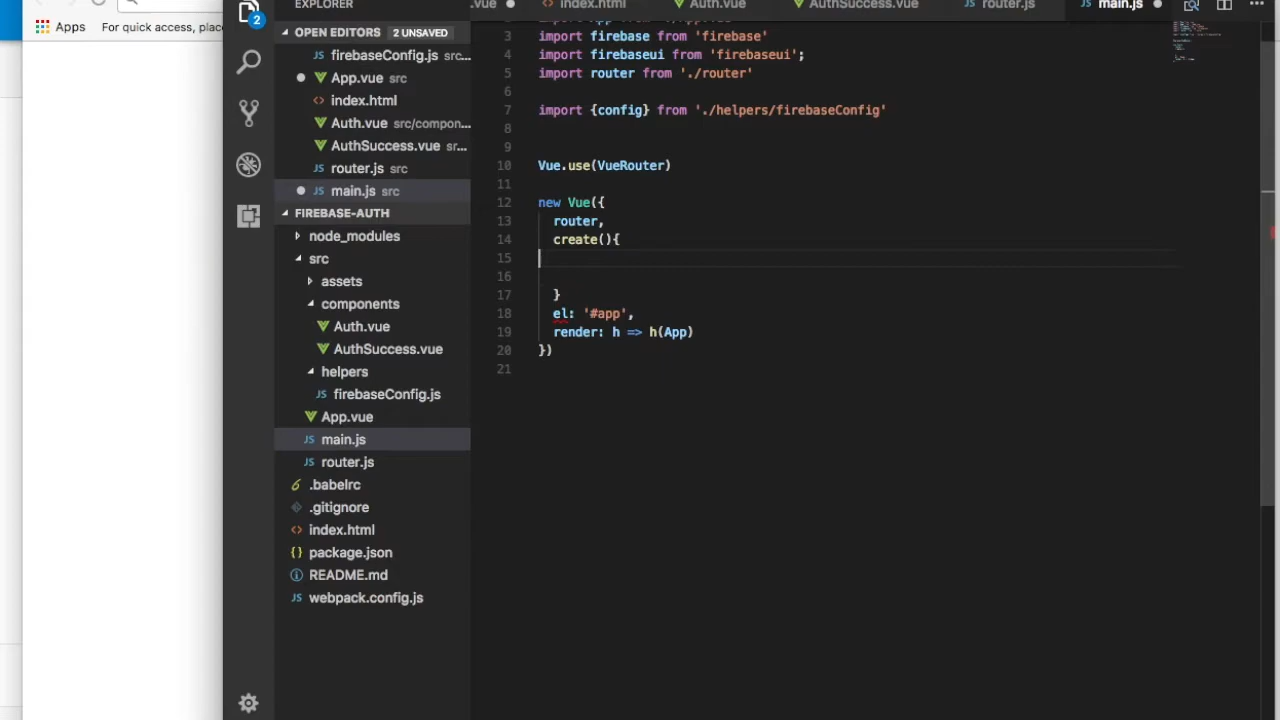 Apps For quick access, plac
2
EXPLORER
OPEN EDITORS 2 UNSAVED
firebaseConfig.js src...
App.vue src
index.html
Auth.vue src/compon...
AuthSuccess.vue sr...
router.js src
main.js src
FIREBASE-AUTH
node_modules
src
assets
components
Auth.vue
AuthSuccess.vue
helpers
firebaseConfig.js
App.vue
main.js
router.js
.babelrc
.gitignore
index.html
package.json
README.md
webpack.config.js
.vue index.html Auth.vue AuthSuccess.vue router.js main.js
3 import firebase from 'firebase'
4 import firebaseui from 'firebaseui';
5 import router from './router'
6
7 import {config} from './helpers/firebaseConfig'
8
9
10 Vue.use(VueRouter)
11
12 new Vue({
13 router,
14 create(){
15
16
17 }
18 el: '#app',
19 render: h => h(App)
20 })
21